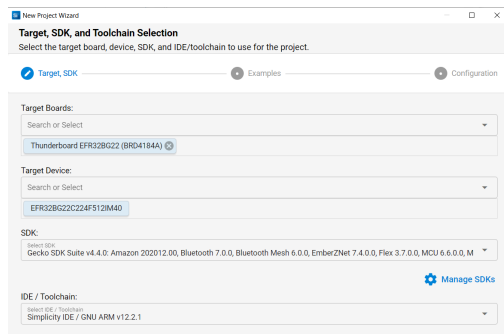 New Project Wizard
Target, SDK, and Toolchain Selection
Select the target board, device, SDK, and IDE/toolchain to use for the project.
Target, SDK
Examples
Configuration
Target Boards:
Search or Select
Thunderboard EFR32BG22 (BRD4184A)
Target Device:
Search or Select
EFR32BG22C224F512IM40
SDK:
Select SDK
Gecko SDK Suite v4.4.0: Amazon 202012.00, Bluetooth 7.0.0, Bluetooth Mesh 6.0.0, EmberZNet 7.4.0.0, Flex 3.7.0.0, MCU 6.6.0.0, M
Manage SDKs
IDE / Toolchain:
Select IDE / Toolchain
Simplicity IDE / GNU ARM v12.2.1